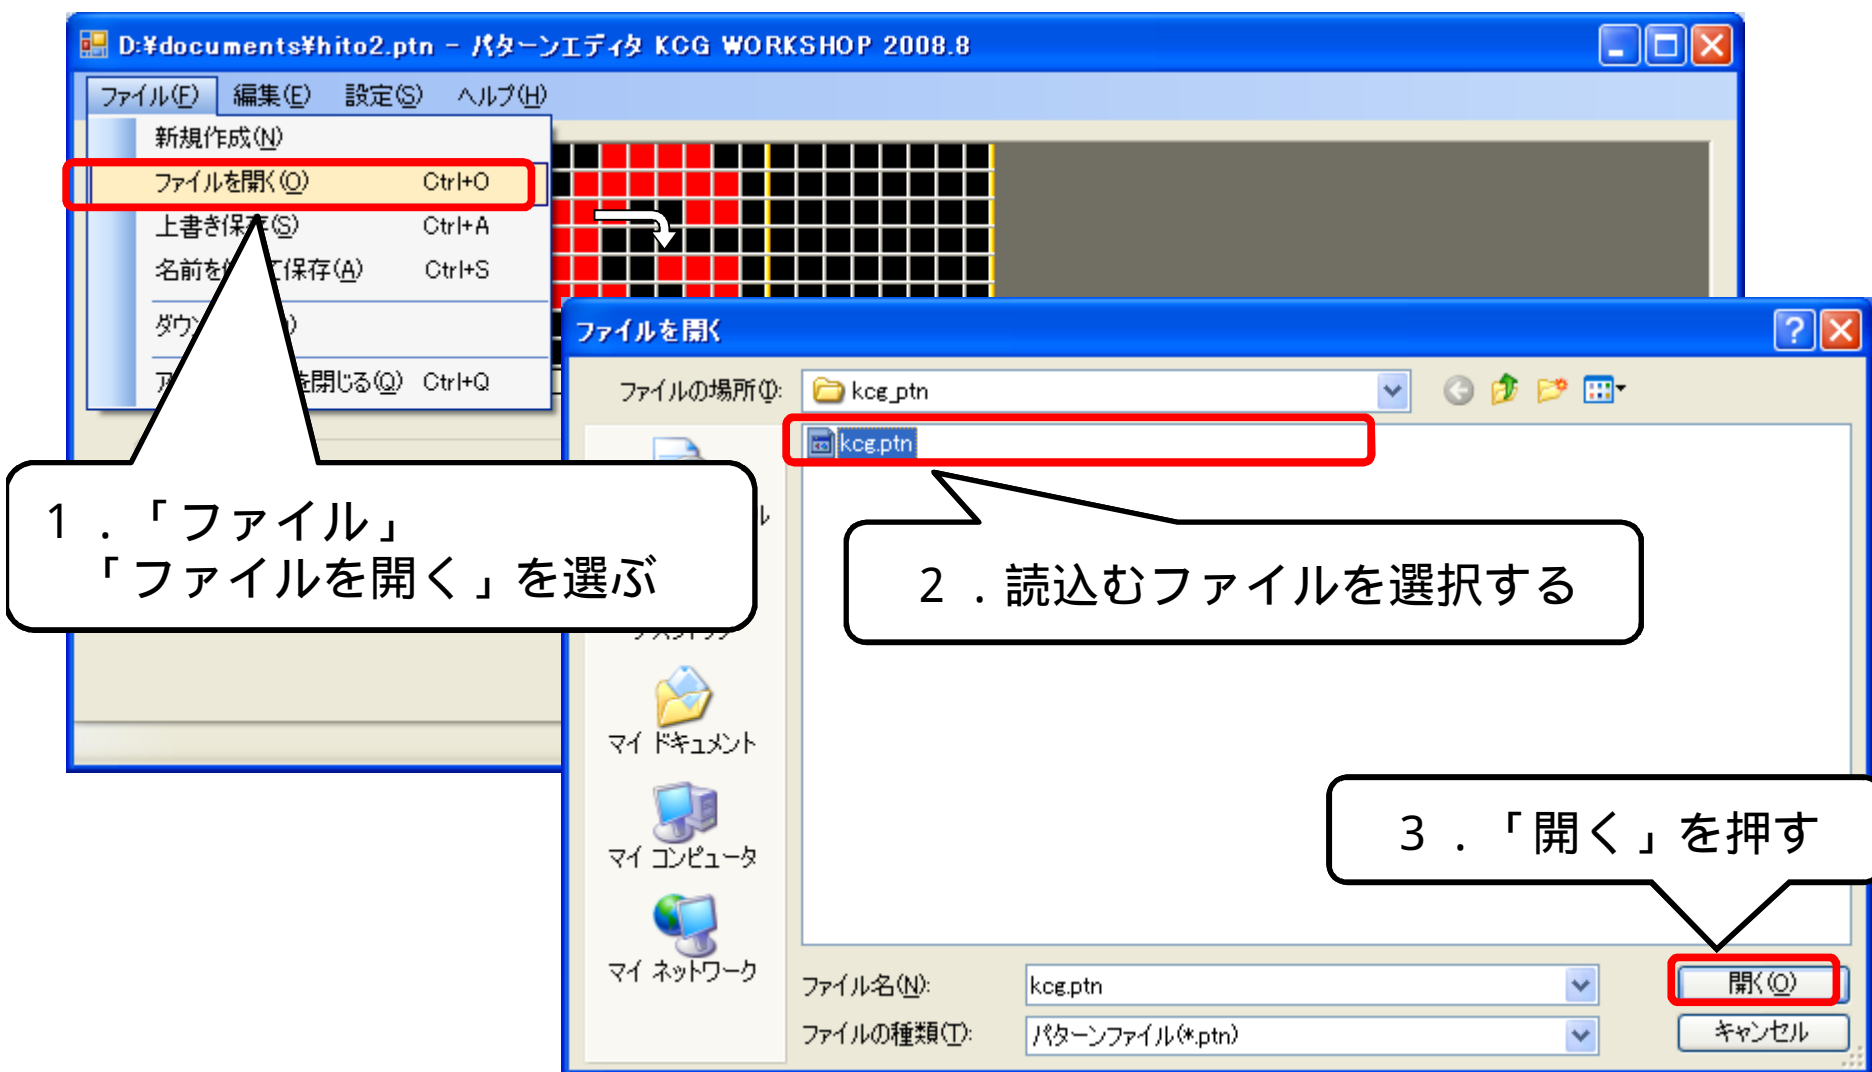 D:¥documents¥hito2.ptn - パターンエディタ KCG WORKSHOP 2008.8
ファイル(F) 編集(E) 設定(S) ヘルプ(H)
新規作成(N)
ファイルを開く(O) Ctrl+O
上書き保存(S) Ctrl+A
名前を 保存(A) Ctrl+S
ダウン
を閉じる(Q) Ctrl+Q
1.「ファイル」
「ファイルを開く」を選ぶ
ファイルを開く
ファイルの場所(I): kcg_ptn
kcg.ptn
2.読込むファイルを選択する
マイ ドキュメント
マイ コンピュータ
マイ ネットワーク
3.「開く」を押す
ファイル名(N): kcg.ptn 開く(O)
ファイルの種類(T): パターンファイル(*.ptn) キャンセル